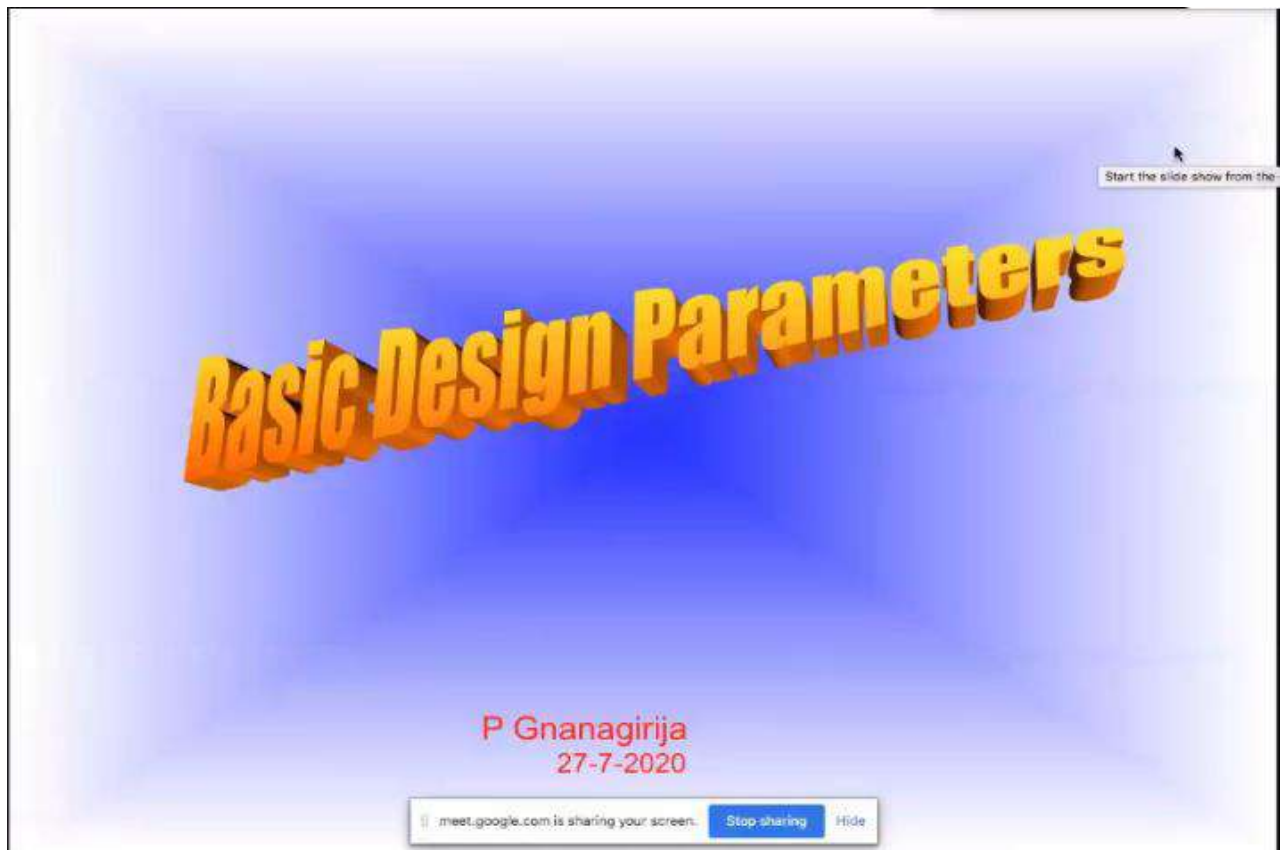 Start the slide show from the
Basic Design Parameters
P Gnanagirija
27-7-2020
meet.google.com is sharing your screen. Stop sharing Hide